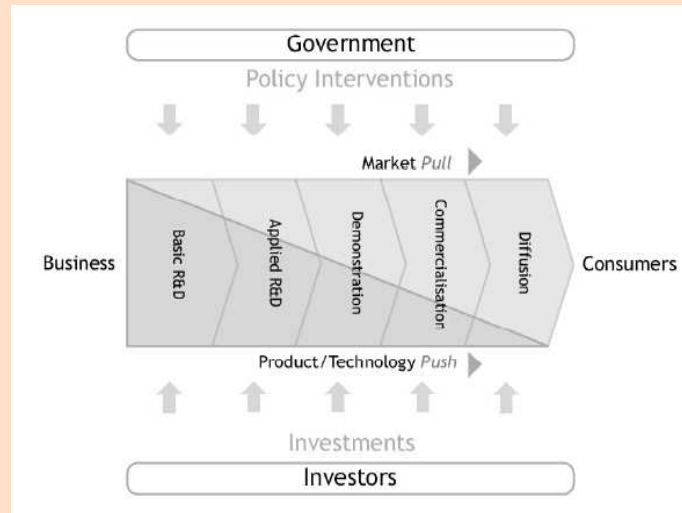 Government
Policy Interventions
Market Pull
Business
Basic R&D
Applied R&D
Demonstration
Commercialisation
Diffusion
Consumers
Product/Technology Push
Investments
Investors